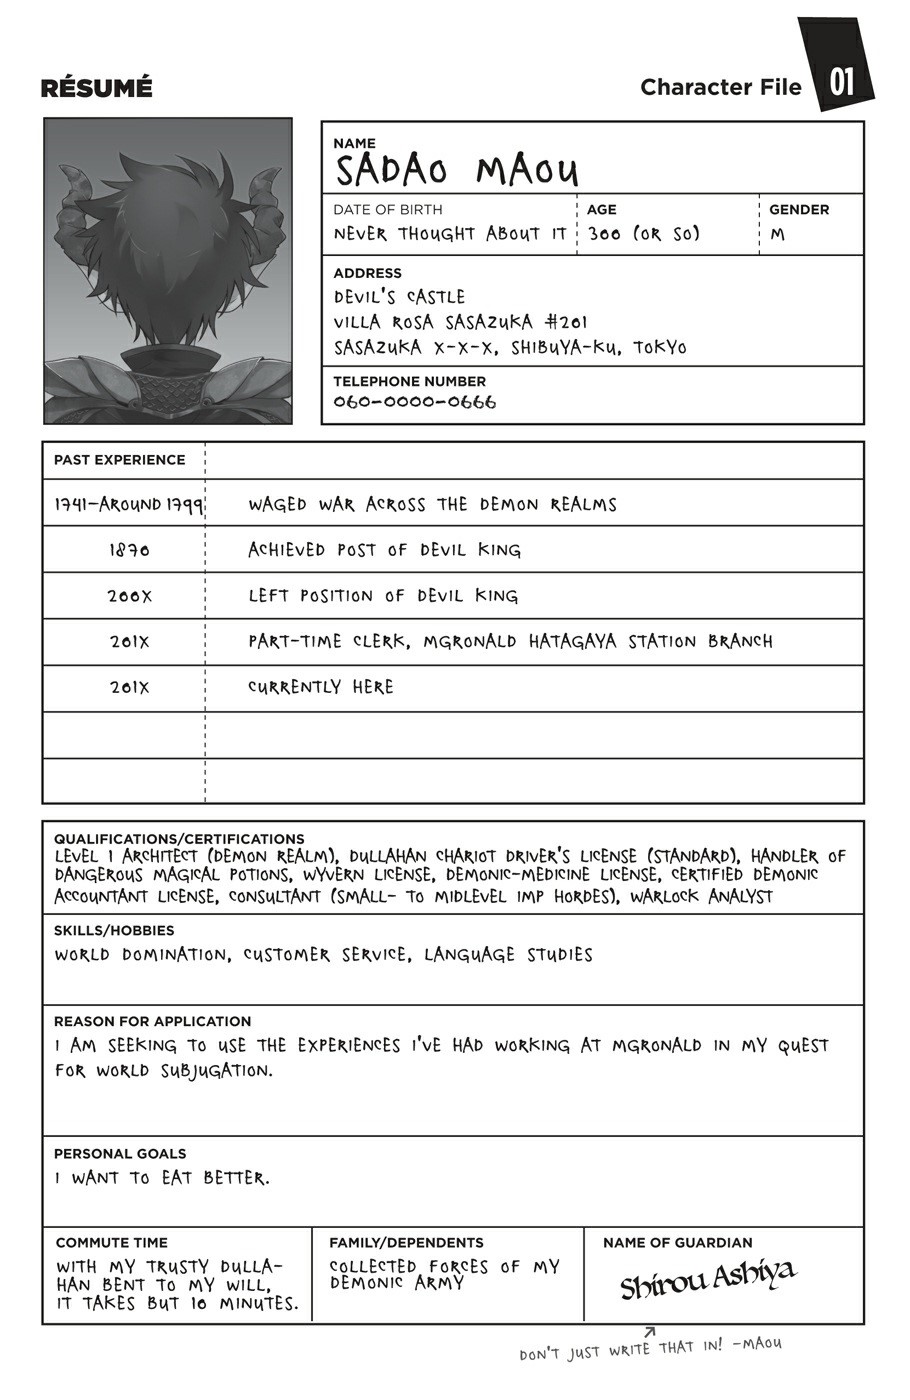 RÉSUMÉ
Character File 01
NAME
SADAO MAOU
DATE OF BIRTH
NEVER THOUGHT ABOUT IT
AGE
300 (OR SO)
GENDER
M
ADDRESS
DEVIL'S CASTLE
VILLA ROSA SASAZUKA #201
SASAZUKA X-X-X, SHIBUYA-KU, TOKYO
TELEPHONE NUMBER
060-0000-0666
PAST EXPERIENCE
1741-AROUND 1799 WAGED WAR ACROSS THE DEMON REALMS
1870 ACHIEVED POST OF DEVIL KING
200X LEFT POSITION OF DEVIL KING
201X PART-TIME CLERK, MGRONALD HATAGAYA STATION BRANCH
201X CURRENTLY HERE
QUALIFICATIONS/CERTIFICATIONS
LEVEL 1 ARCHITECT (DEMON REALM), DULLAHAN CHARIOT DRIVER'S LICENSE (STANDARD), HANDLER OF
DANGEROUS MAGICAL POTIONS, WYVERN LICENSE, DEMONIC-MEDICINE LICENSE, CERTIFIED DEMONIC
ACCOUNTANT LICENSE, CONSULTANT (SMALL- TO MIDLEVEL IMP HORDES), WARLOCK ANALYST
SKILLS/HOBBIES
WORLD DOMINATION, CUSTOMER SERVICE, LANGUAGE STUDIES
REASON FOR APPLICATION
I AM SEEKING TO USE THE EXPERIENCES I'VE HAD WORKING AT MGRONALD IN MY QUEST
FOR WORLD SUBJUGATION.
PERSONAL GOALS
I WANT TO EAT BETTER.
COMMUTE TIME
WITH MY TRUSTY DULLA-
HAN BENT TO MY WILL,
IT TAKES BUT 10 MINUTES.
FAMILY/DEPENDENTS
COLLECTED FORCES OF MY
DEMONIC ARMY
NAME OF GUARDIAN
Shirou Ashiya
DON'T JUST WRITE THAT IN! -MAOU